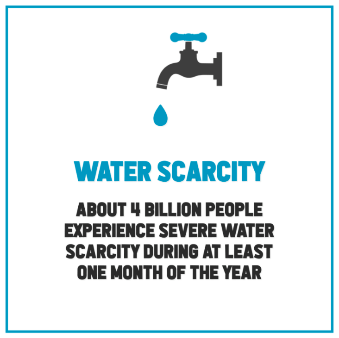 WATER SCARCITY
ABOUT 4 BILLION PEOPLE
EXPERIENCE SEVERE WATER
SCARCITY DURING AT LEAST
ONE MONTH OF THE YEAR